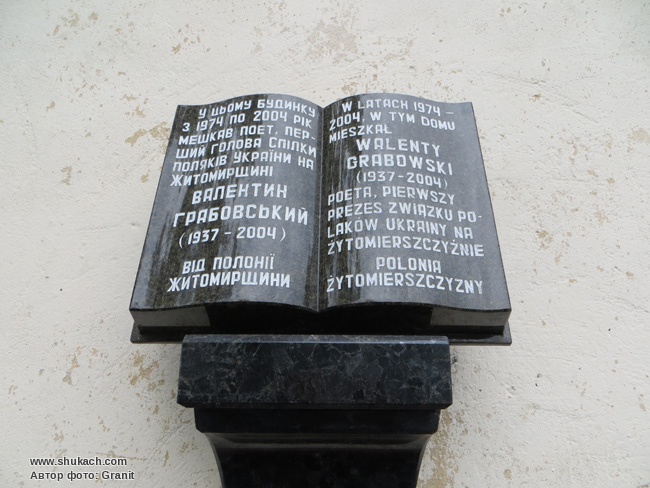 У ЦЬОМУ БУДИНКУ
З 1974 ПО 2004 РІК
МЕШКАВ ПОЕТ, ПЕР-
ШИЙ ГОЛОВА СПІЛКИ
ПОЛЯКІВ УКРАЇНИ НА
ЖИТОМИРЩИНІ
ВАЛЕНТИН
ГРАБОВСЬКИЙ
(1937 - 2004)
ВІД ПОЛОНІЇ
ЖИТОМИРЩИНИ
W LATACH 1974 -
2004, W TYM DOMU
MIESZKAŁ
WALENTY
GRABOWSKI
(1937-2004)
POETA, PIERWSZY
PREZES ZWIĄZKU PO-
LAKÓW UKRAINY NA
ŻYTOMIERSZCZYŹNIE
POLONIA
ŻYTOMIERSZCZYZNY
www.shukach.com
Автор фото: Granit